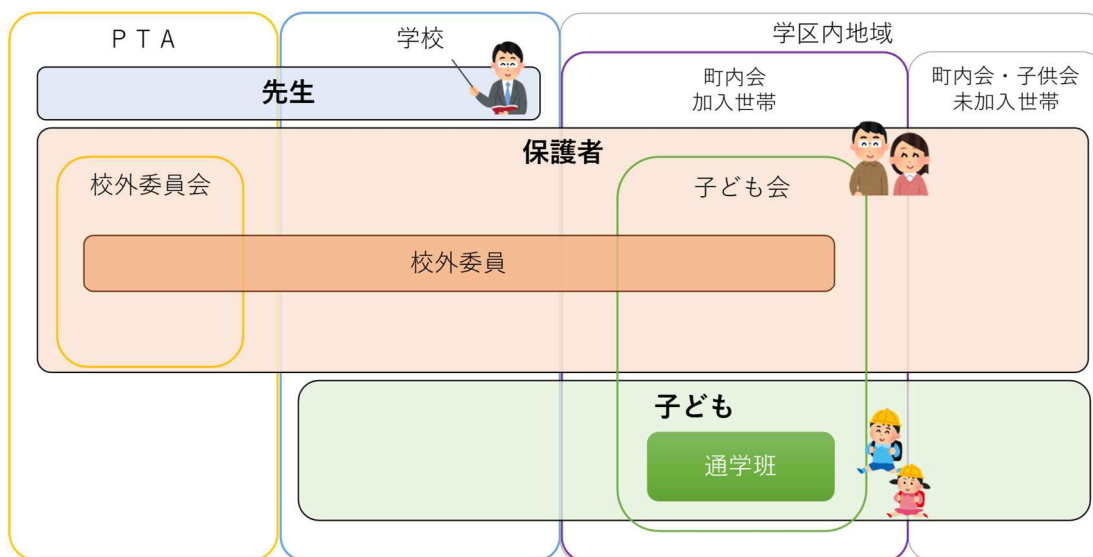 ＰＴＡ
学校
学区内地域
先生
町内会
加入世帯
町内会・子供会
未加入世帯
保護者
校外委員会
子ども会
校外委員
子ども
通学班